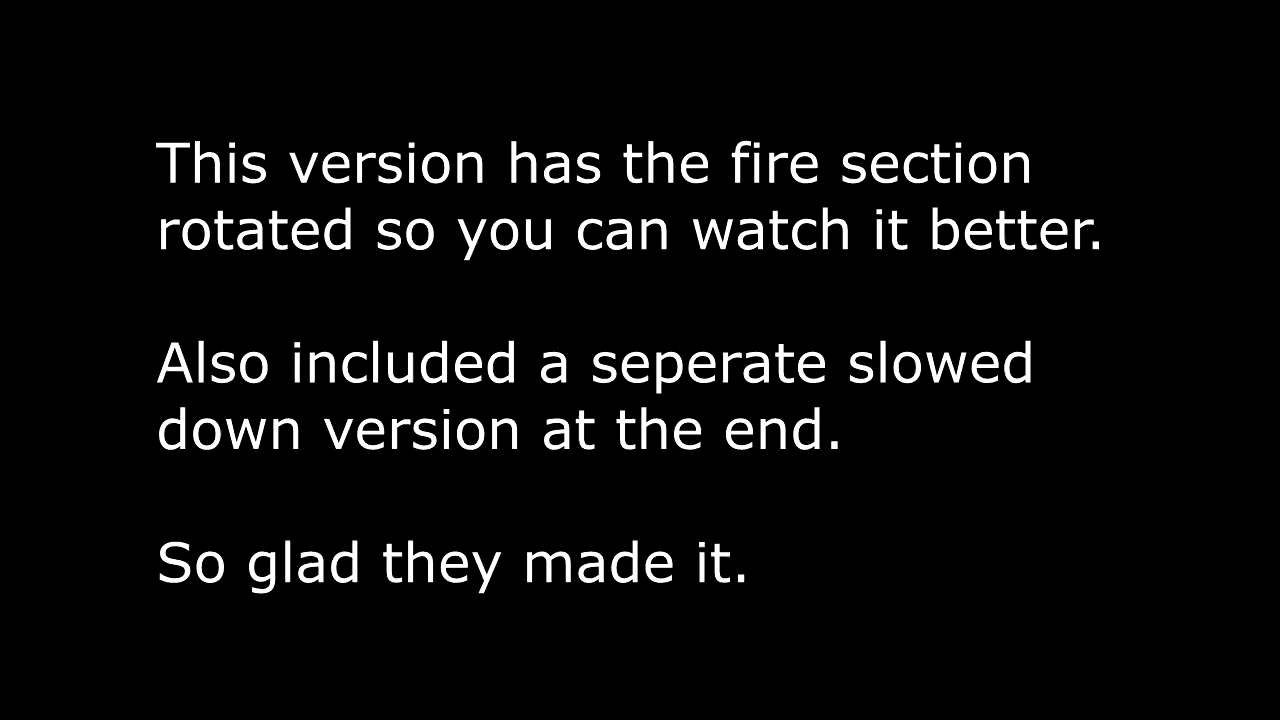 This version has the fire section
rotated so you can watch it better.
Also included a seperate slowed
down version at the end.
So glad they made it.